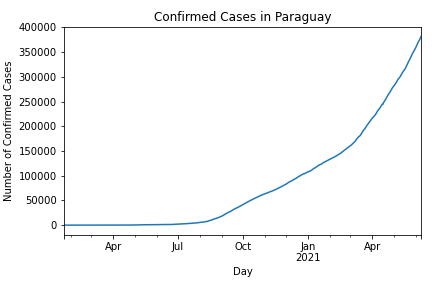 Confirmed Cases in Paraguay
400000
350000
300000
250000
200000
150000
100000
50000
0
Number of Confirmed Cases
Apr Jul Oct Jan Apr
2021
Day